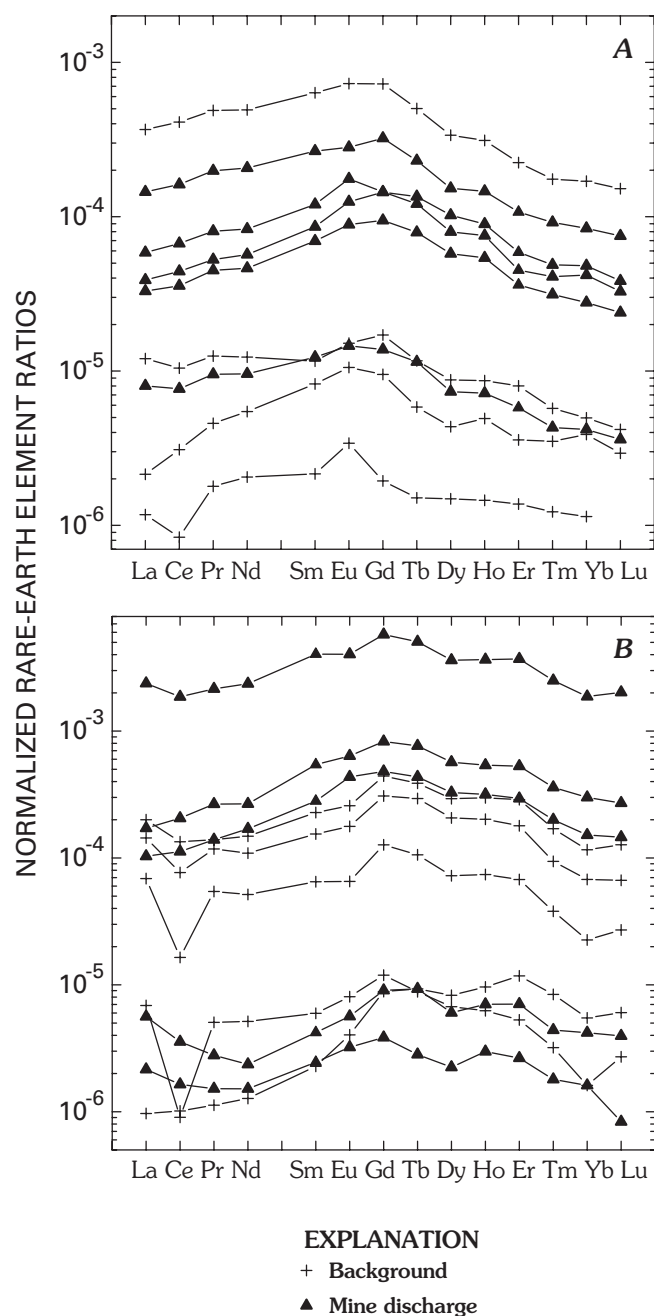 A
NORMALIZED RARE-EARTH ELEMENT RATIOS
10-3
10-4
10-5
10-6
La Ce Pr Nd Sm Eu Gd Tb Dy Ho Er Tm Yb Lu
B
10-3
10-4
10-5
10-6
La Ce Pr Nd Sm Eu Gd Tb Dy Ho Er Tm Yb Lu
EXPLANATION
+ Background
▲ Mine discharge